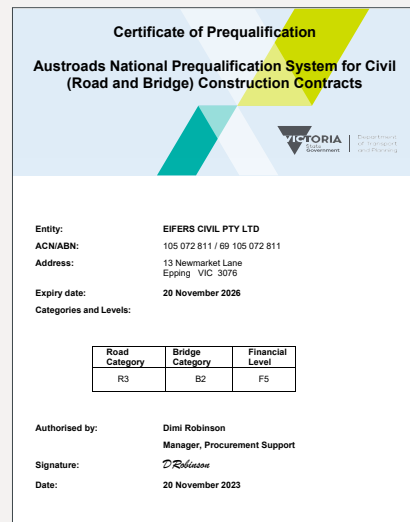 Certificate of Prequalification
Austroads National Prequalification System for Civil
(Road and Bridge) Construction Contracts
VICTORIA
State
Government
Department
of Transport
and Planning
Entity: EIFERS CIVIL PTY LTD
ACN/ABN: 105 072 811 / 69 105 072 811
Address: 13 Newmarket Lane
Epping VIC 3076
Expiry date: 20 November 2026
Categories and Levels:
Road Category Bridge Category Financial Level
R3 B2 F5
Authorised by: Dimi Robinson
Manager, Procurement Support
Signature: DRobinson
Date: 20 November 2023